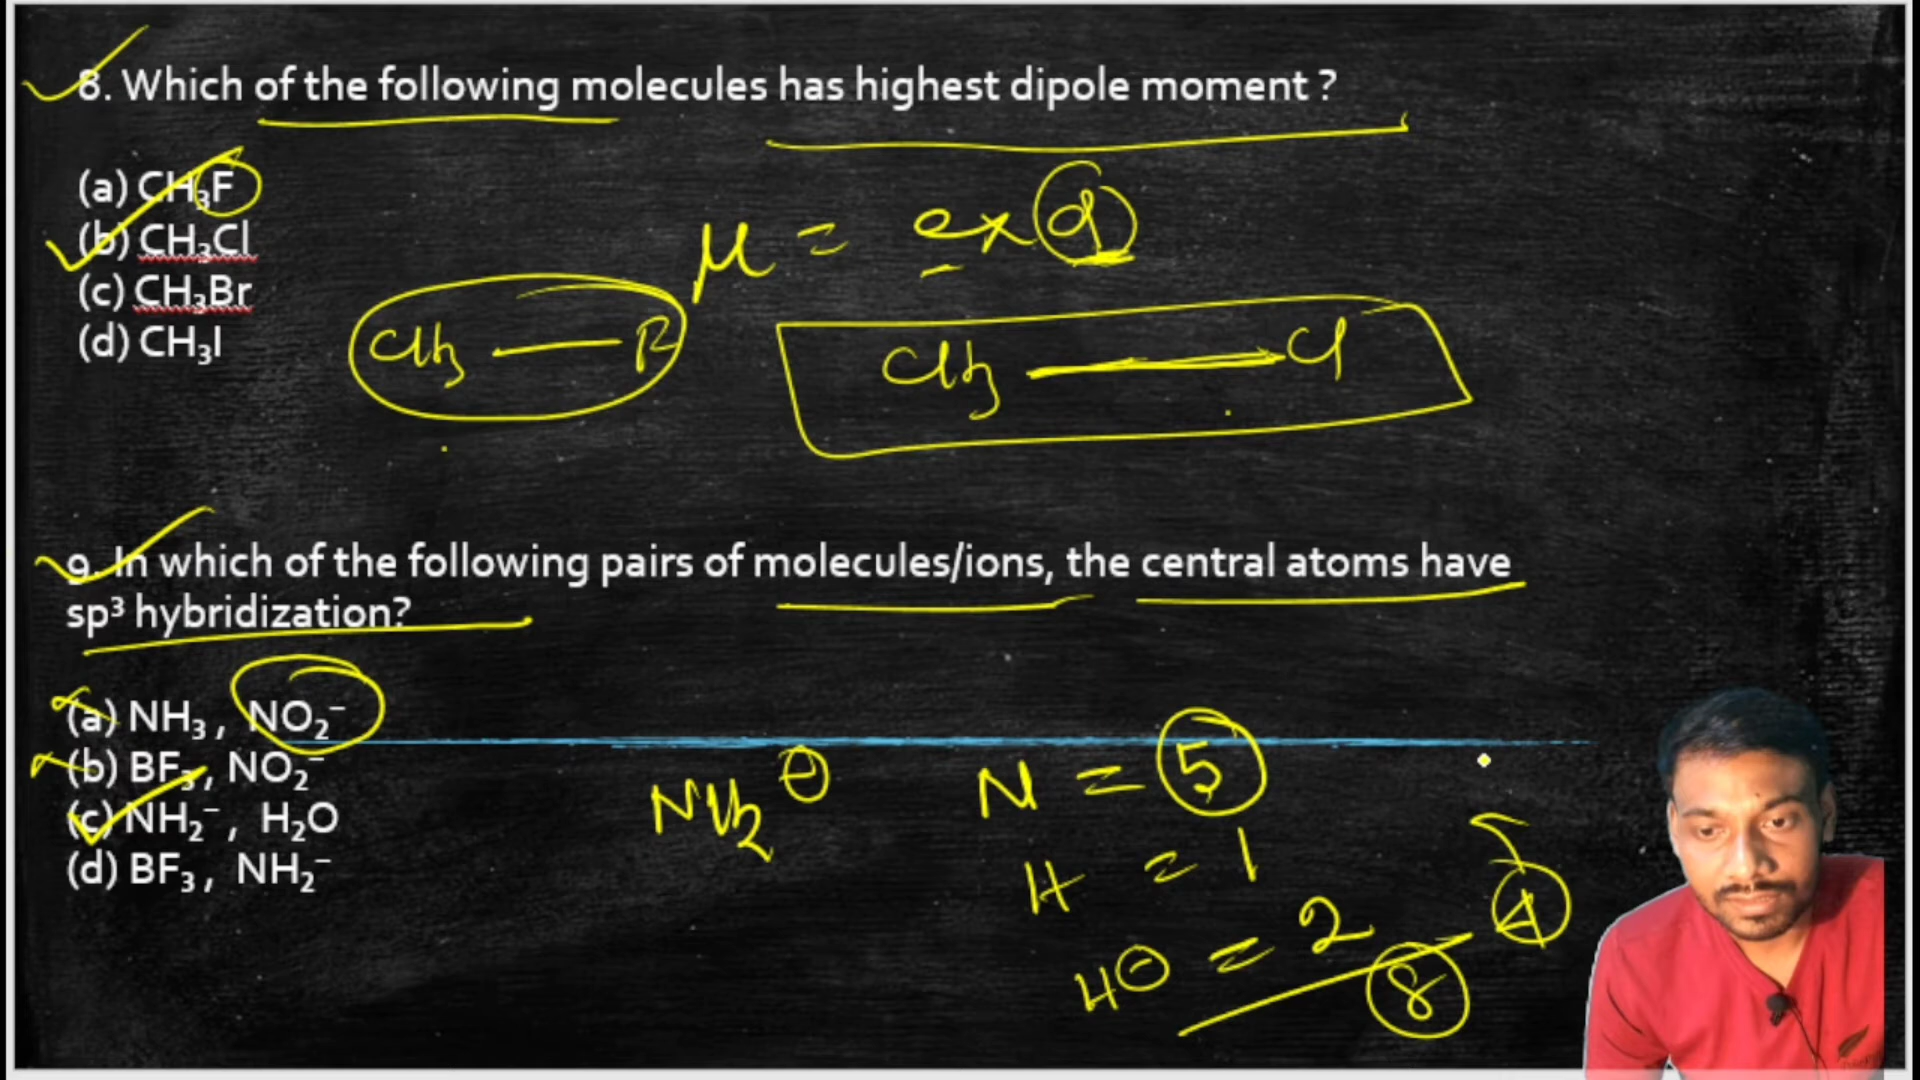 8. Which of the following molecules has highest dipole moment ?
(a) CH₃F
(b) CH₃Cl
(c) CH₃Br
(d) CH₃I
μ = e × d
CH₃ — F
CH₃ — Cl
9. In which of the following pairs of molecules/ions, the central atoms have
sp³ hybridization?
(a) NH₃ , NO₂⁻
(b) BF₃ , NO₂⁻
(c) NH₂⁻ , H₂O
(d) BF₃ , NH₂⁻
NH₂⊖
N = 5
H = 1
H⊖ = 2
8
4